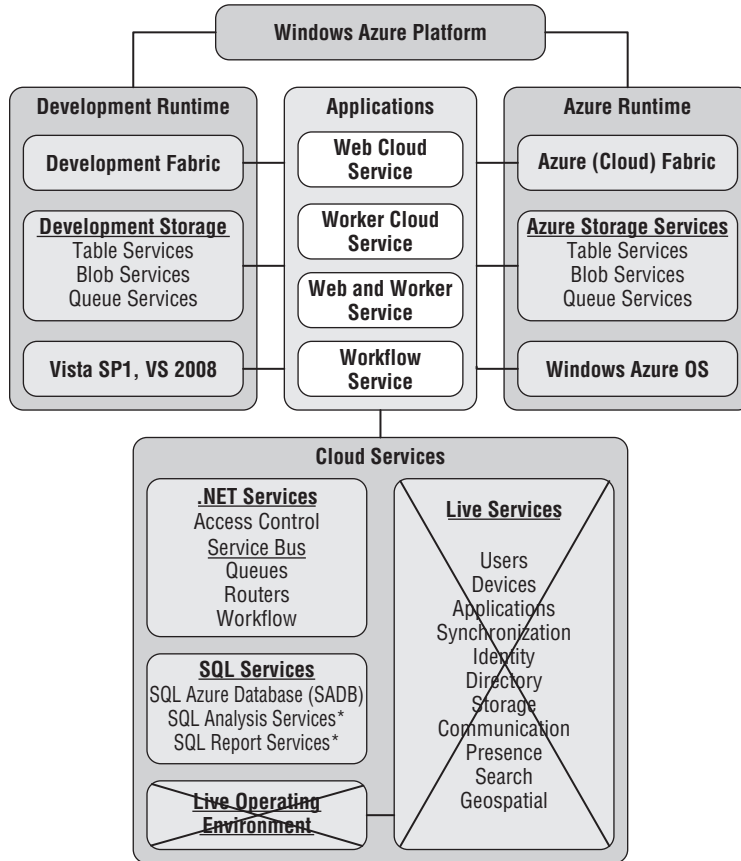 Windows Azure Platform
Development Runtime
Development Fabric
Development Storage
Table Services
Blob Services
Queue Services
Vista SP1, VS 2008
Applications
Web Cloud
Service
Worker Cloud
Service
Web and Worker
Service
Workflow
Service
Azure Runtime
Azure (Cloud) Fabric
Azure Storage Services
Table Services
Blob Services
Queue Services
Windows Azure OS
Cloud Services
.NET Services
Access Control
Service Bus
Queues
Routers
Workflow
SQL Services
SQL Azure Database (SADB)
SQL Analysis Services*
SQL Report Services*
Live Operating
Environment
Live Services
Users
Devices
Applications
Synchronization
Identity
Directory
Storage
Communication
Presence
Search
Geospatial